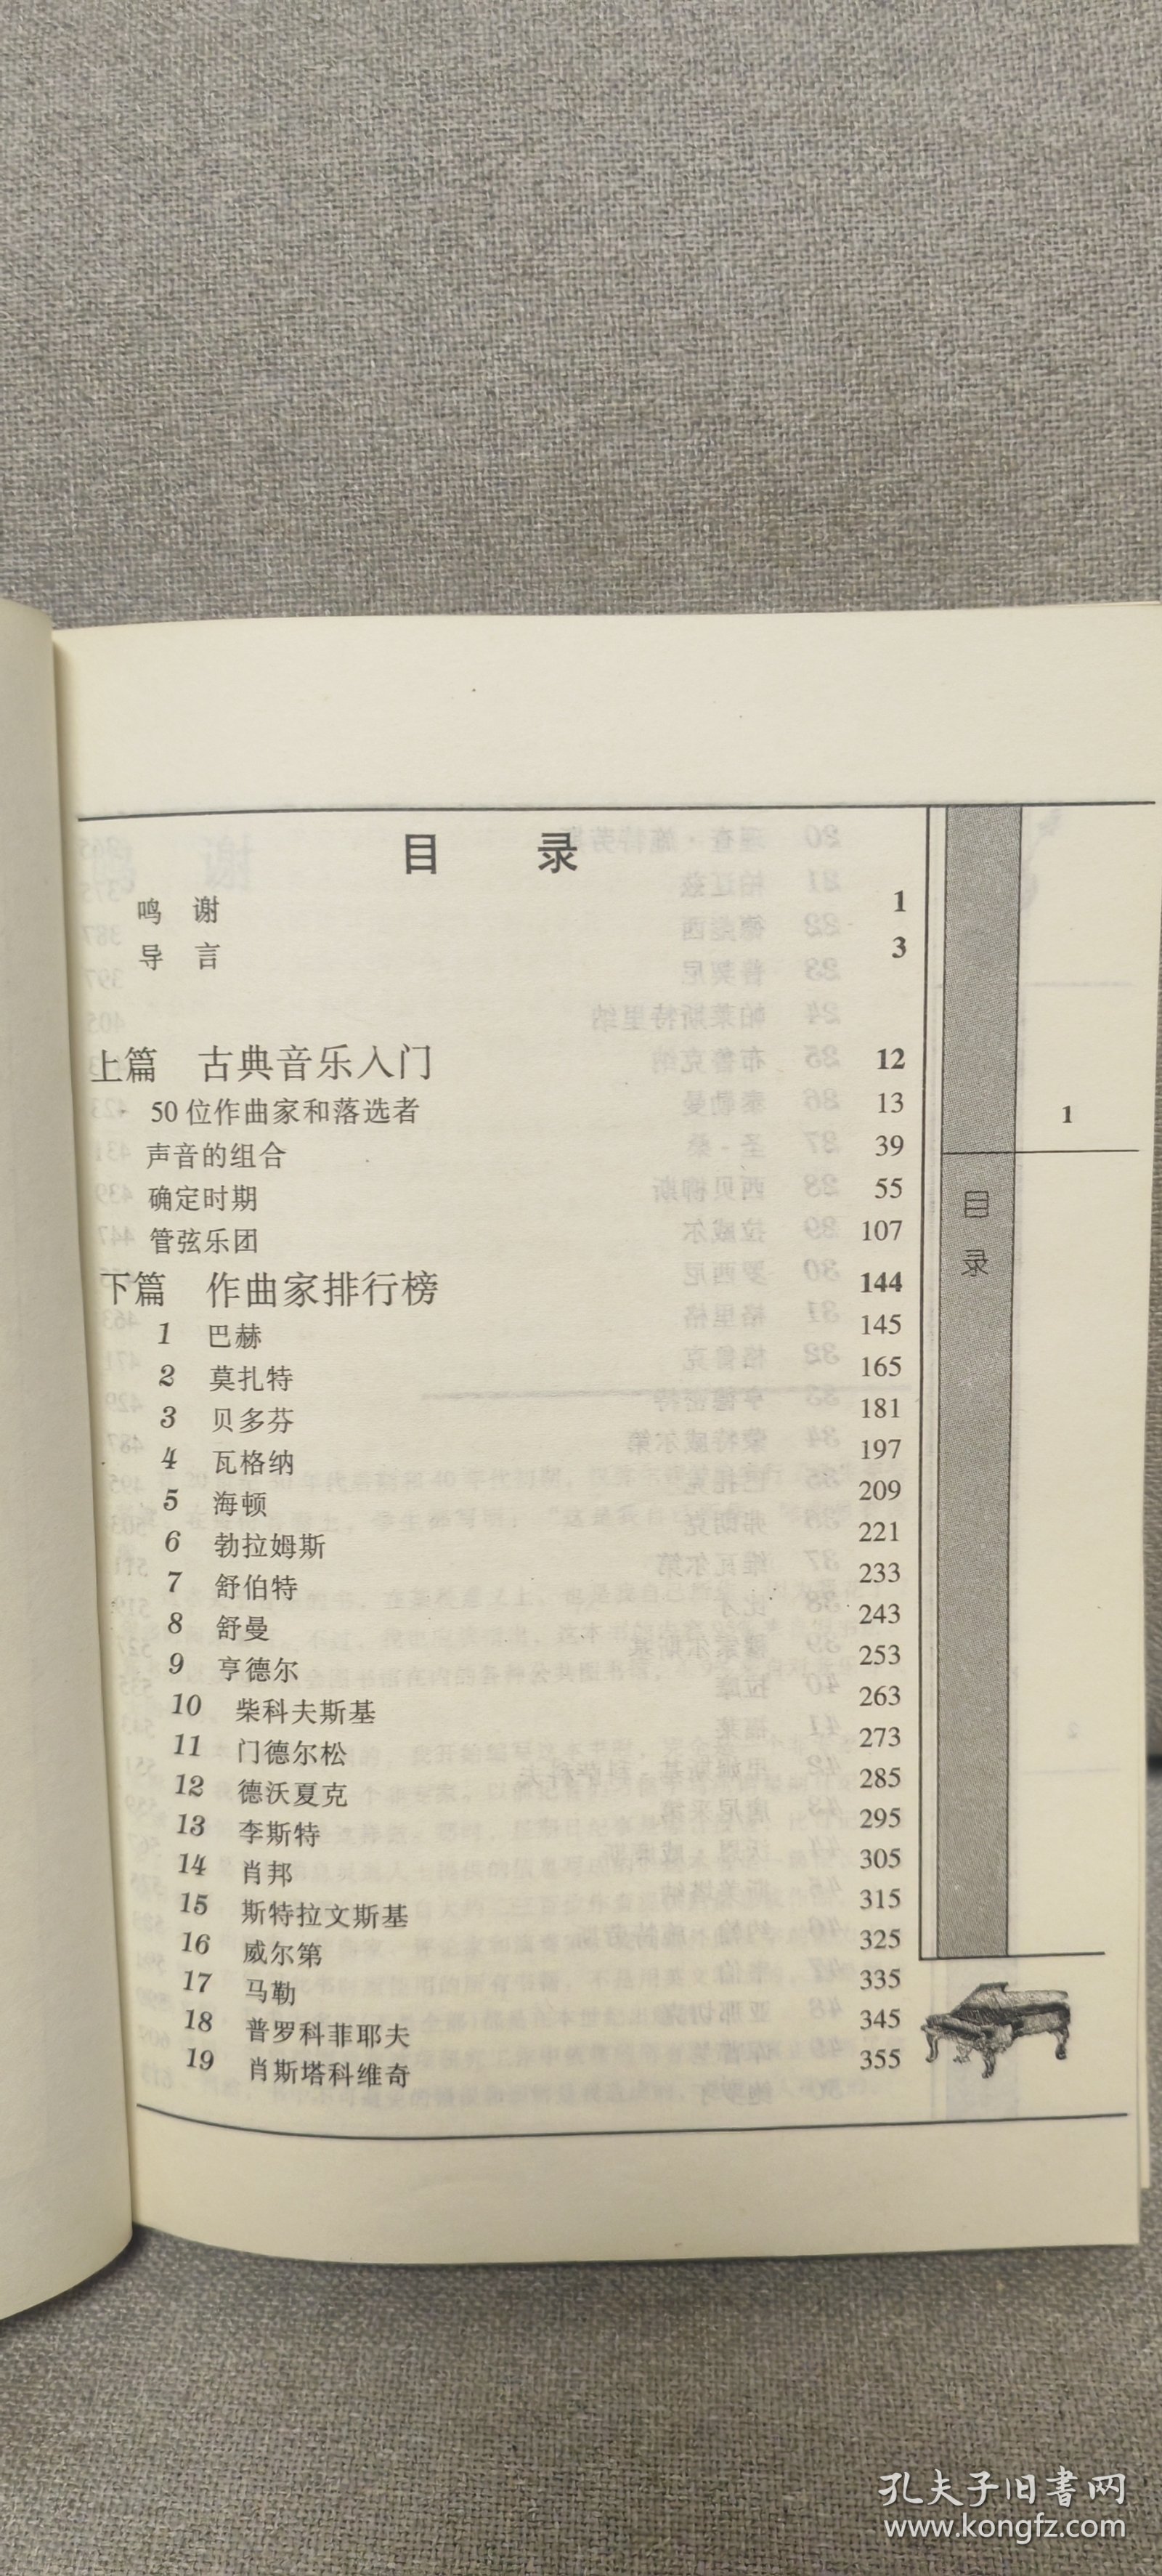 目 录
鸣 谢 1
导 言 3
上篇 古典音乐入门 12
50位作曲家和落选者 13
声音的组合 39
确定时期 55
管弦乐团 107
下篇 作曲家排行榜 144
1 巴赫 145
2 莫扎特 165
3 贝多芬 181
4 瓦格纳 197
5 海顿 209
6 勃拉姆斯 221
7 舒伯特 233
8 舒曼 243
9 亨德尔 253
10 柴科夫斯基 263
11 门德尔松 273
12 德沃夏克 285
13 李斯特 295
14 肖邦 305
15 斯特拉文斯基 315
16 威尔第 325
17 马勒 335
18 普罗科菲耶夫 345
19 肖斯塔科维奇 355
1
目
录
孔夫子旧书网
www.kongfz.com